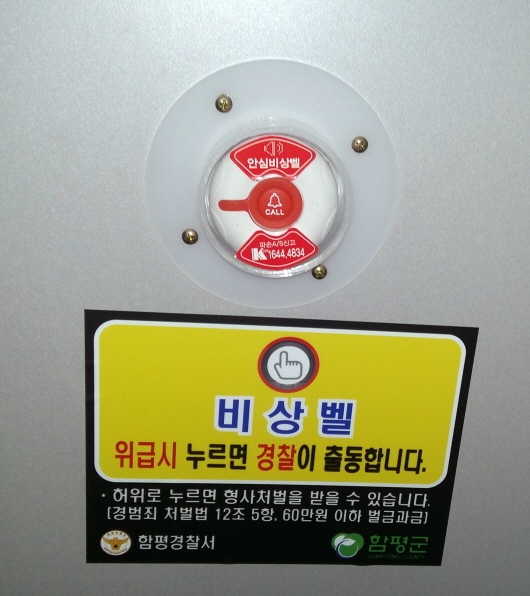 안심비상벨
CALL
파손A/S신고
1644.4834
비상벨
위급시 누르면 경찰이 출동합니다.
· 허위로 누르면 형사처벌을 받을 수 있습니다.
(경범죄 처벌법 12조 5항, 60만원 이하 벌금과금)
함평경찰서
함평군